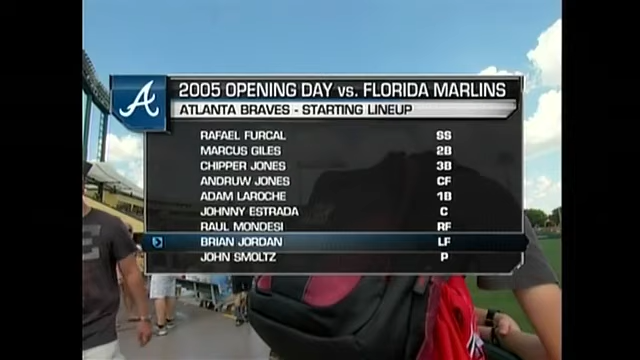 2005 OPENING DAY vs. FLORIDA MARLINS
ATLANTA BRAVES - STARTING LINEUP
RAFAEL FURCAL SS
MARCUS GILES 2B
CHIPPER JONES 3B
ANDRUW JONES CF
ADAM LAROCHE 1B
JOHNNY ESTRADA C
RAUL MONDESI RF
BRIAN JORDAN LF
JOHN SMOLTZ P